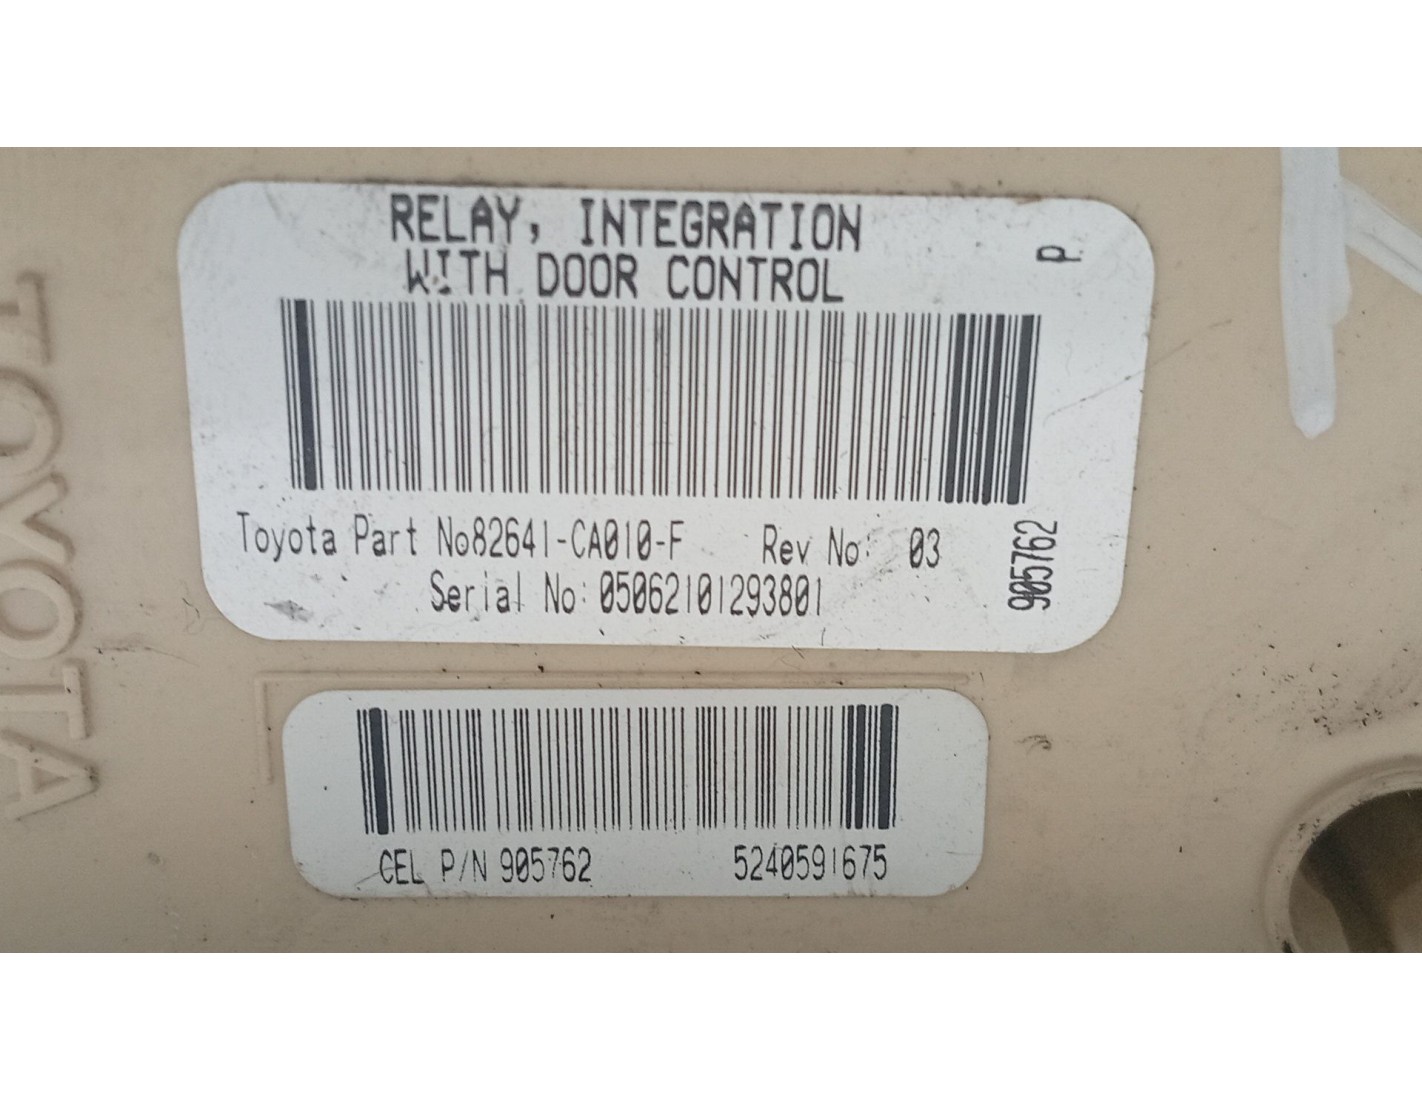 RELAY, INTEGRATION
WITH DOOR CONTROL
P.
Toyota Part No82641-CA010-F Rev No: 03
Serial No: 05062101293801
905762
CEL P/N 905762 5240591675
TOYOTA